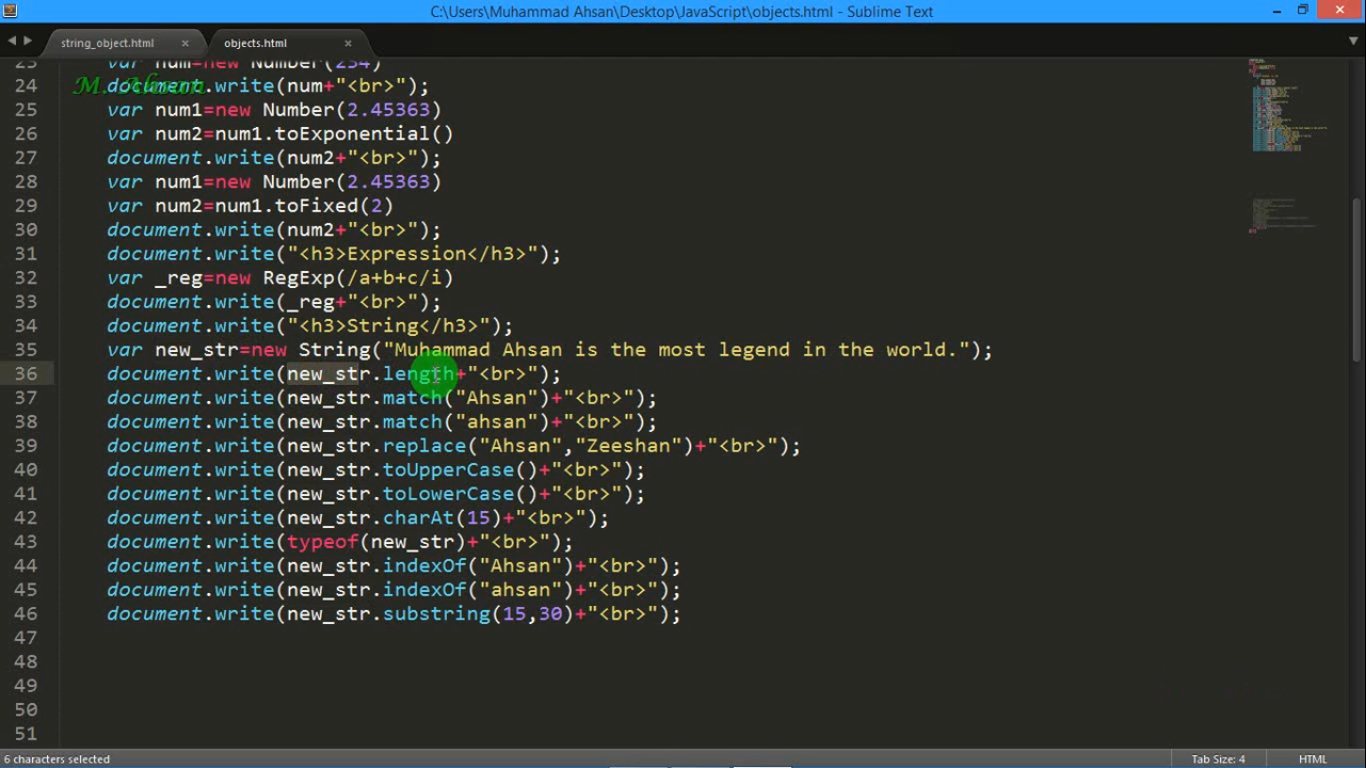 C:\Users\Muhammad Ahsan\Desktop\JavaScript\objects.html - Sublime Text
string_object.html × objects.html ×
23 var num=new Number(234)
M. Ahsan
24 document.write(num+"<br>");
25 var num1=new Number(2.45363)
26 num2=num1.toExponential()
27 document.write(num2+"<br>");
28 var num1=new Number(2.45363)
29 var num2=num1.toFixed(2)
30 document.write(num2+"<br>");
31 document.write("<h3>Expression</h3>");
32 var _reg=new RegExp(/a+b+c/i)
33 document.write(_reg+"<br>");
34 document.write("<h3>String</h3>");
35 var new_str=new String("Muhammad Ahsan is the most legend in the world.");
36 document.write(new_str.length+"<br>");
37 document.write(new_str.match("Ahsan")+"<br>");
38 document.write(new_str.match("ahsan")+"<br>");
39 document.write(new_str.replace("Ahsan","Zeeshan")+"<br>");
40 document.write(new_str.toUpperCase()+"<br>");
41 document.write(new_str.toLowerCase()+"<br>");
42 document.write(new_str.charAt(15)+"<br>");
43 document.write(typeof(new_str)+"<br>");
44 document.write(new_str.indexOf("Ahsan")+"<br>");
45 document.write(new_str.indexOf("ahsan")+"<br>");
46 document.write(new_str.substring(15,30)+"<br>");
47
48
49
50
51
6 characters selected Tab Size: 4 HTML